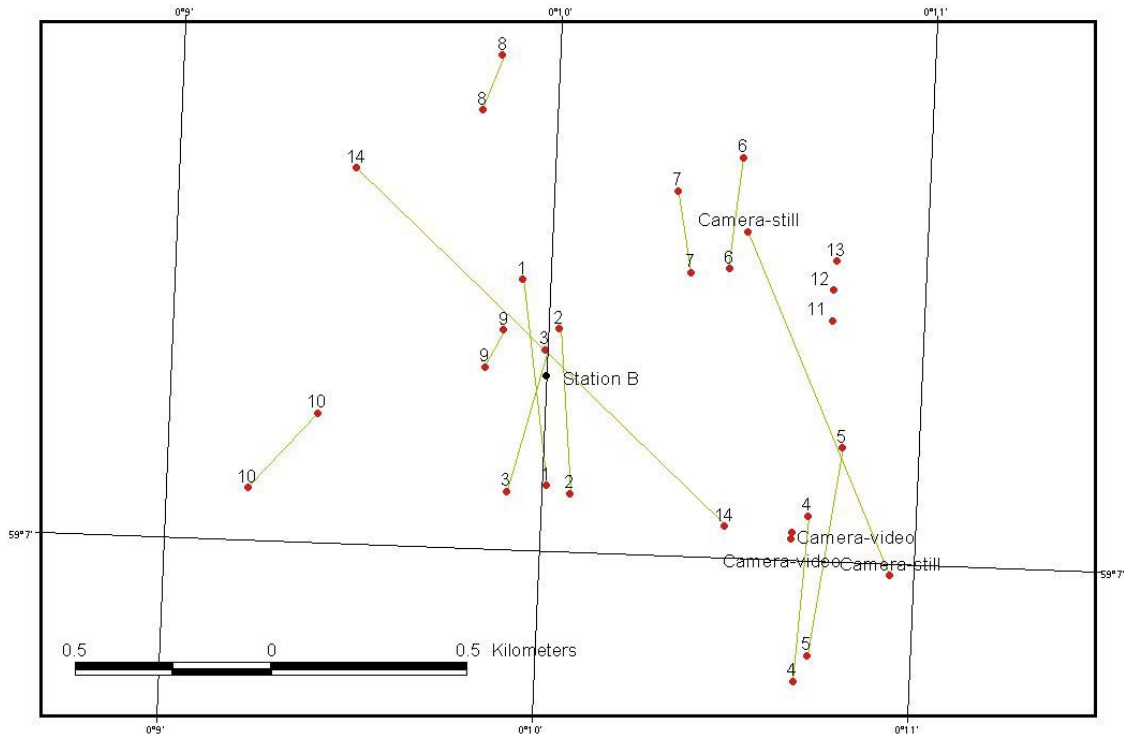 0°9' 0°10' 0°11'
8
8
6
14
7
Camera-still
13
1
7 6
12
11
9 2
3
9
Station B
10
5
10 3 1 2
4
14
59°7'
Camera-video
Camera-video Camera-still
59°7'
5
0.5 0 0.5 Kilometers
4
0°9' 0°10' 0°11'